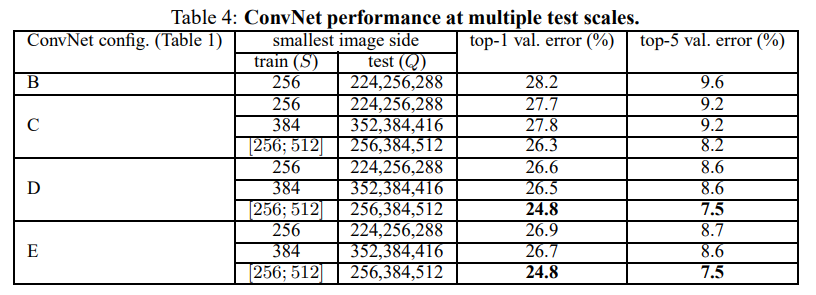 Table 4: ConvNet performance at multiple test scales.
ConvNet config. (Table 1) smallest image side top-1 val. error (%) top-5 val. error (%)
train (S) test (Q)
B 256 224,256,288 28.2 9.6
256 224,256,288 27.7 9.2
C 384 352,384,416 27.8 9.2
[256; 512] 256,384,512 26.3 8.2
256 224,256,288 26.6 8.6
D 384 352,384,416 26.5 8.6
[256; 512] 256,384,512 24.8 7.5
256 224,256,288 26.9 8.7
E 384 352,384,416 26.7 8.6
[256; 512] 256,384,512 24.8 7.5